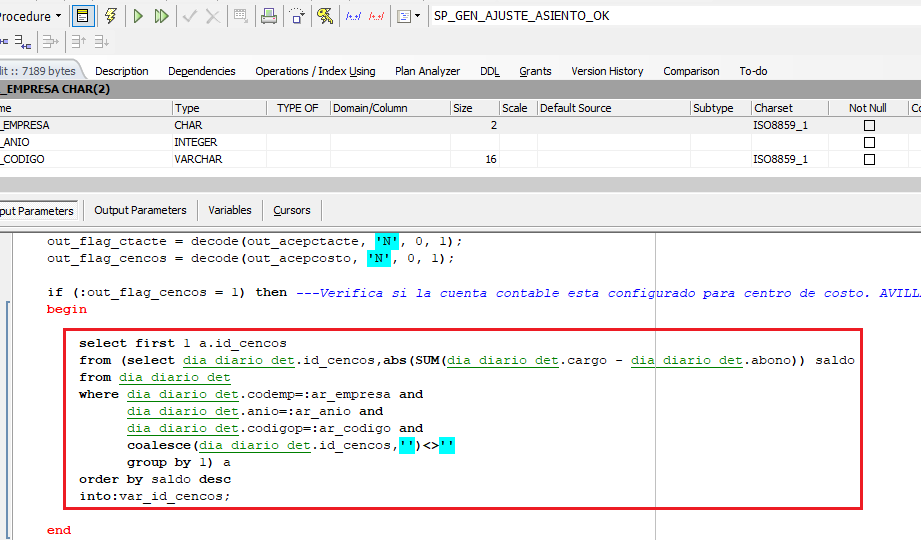 Procedure SP_GEN_AJUSTE_ASIENTO_OK
dit :: 7189 bytes Description Dependencies Operations / Index Using Plan Analyzer DDL Grants Version History Comparison To-do
_EMPRESA CHAR(2)
me Type TYPE OF Domain/Column Size Scale Default Source Subtype Charset Not Null Co
_EMPRESA CHAR 2 ISO8859_1
_ANIO INTEGER
_CODIGO VARCHAR 16 ISO8859_1
put Parameters Output Parameters Variables Cursors
out_flag_ctacte = decode(out_acepctacte, 'N', 0, 1);
out_flag_cencos = decode(out_acepcosto, 'N', 0, 1);
if (:out_flag_cencos = 1) then ---Verifica si la cuenta contable esta configurado para centro de costo. AVILLA
begin
select first 1 a.id_cencos
from (select dia_diario_det.id_cencos,abs(SUM(dia_diario_det.cargo - dia_diario_det.abono)) saldo
from dia_diario_det
where dia_diario_det.codemp=:ar_empresa and
dia_diario_det.anio=:ar_anio and
dia_diario_det.codigop=:ar_codigo and
coalesce(dia_diario_det.id_cencos,'')<>''
group by 1) a
order by saldo desc
into:var_id_cencos;
end